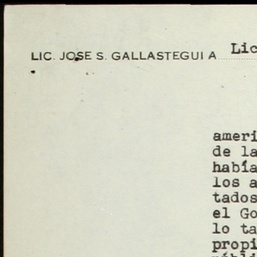 LIC. JOSE S. GALLASTEGUI A
Lic
ameri
de la
había
los a
tados
el Go
lo ta
propi